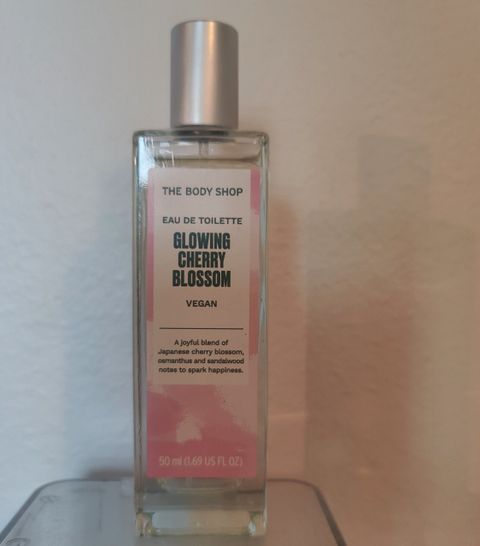 THE BODY SHOP
EAU DE TOILETTE
GLOWING
CHERRY
BLOSSOM
VEGAN
A joyful blend of
Japanese cherry blossom,
osmanthus and sandalwood
notes to spark happiness.
50 ml (1.69 US FL OZ)